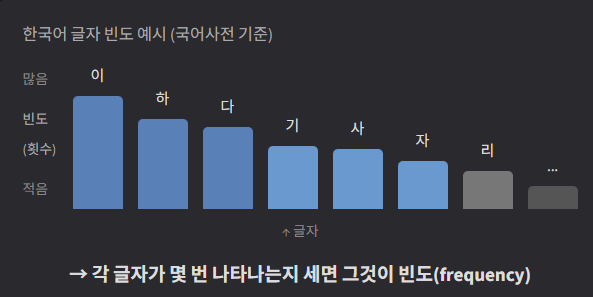 한국어 글자 빈도 예시 (국어사전 기준)
많음
빈도
(횟수)
적음
이
하
다
기
사
자
리
...
↑ 글자
→ 각 글자가 몇 번 나타나는지 세면 그것이 빈도(frequency)